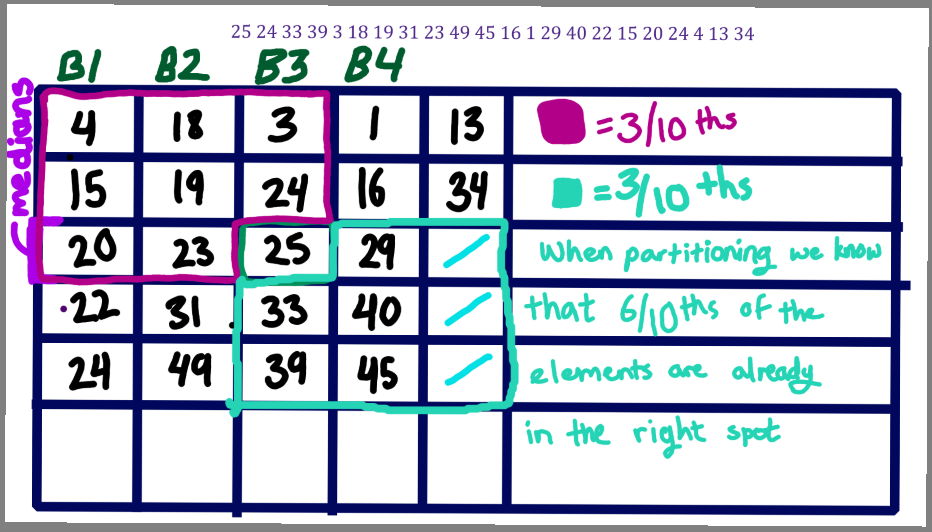 25 24 33 39 3 18 19 31 23 49 45 16 1 29 40 22 15 20 24 4 13 34
B1 B2 B3 B4
medians
4 18 3 1 13 = 3/10 ths
15 19 24 16 34 = 3/10 ths
20 23 25 29 When partitioning we know
22 31 33 40 that 6/10 ths of the
24 49 39 45 elements are already
in the right spot